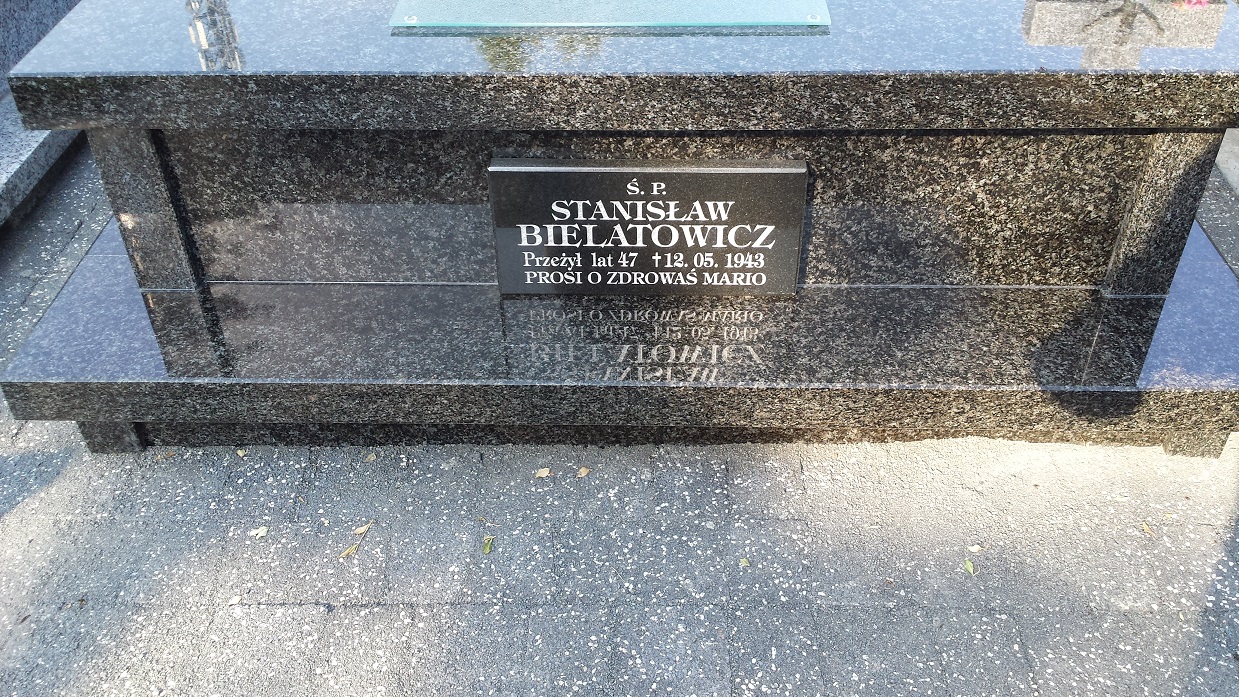 Ś. P.
STANISŁAW
BIELATOWICZ
Przeżył lat 47 ✝12. 05. 1943
PROSI O ZDROWAŚ MARIO